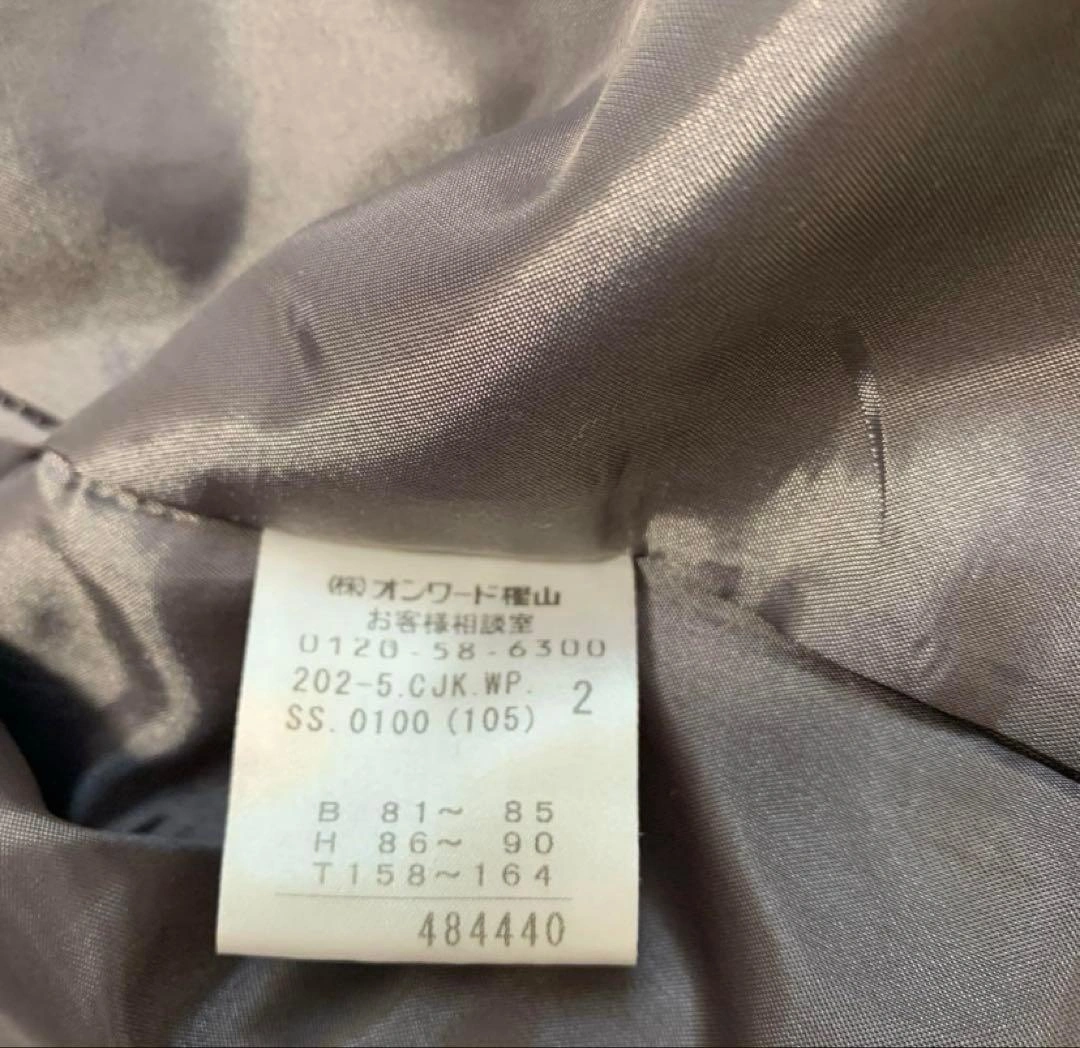 (株)オンワード樫山
お客様相談室
0120-58-6300
202-5.CJK.WP. 2
SS.0100(105)
B 81～ 85
H 86～ 90
T158～164
484440